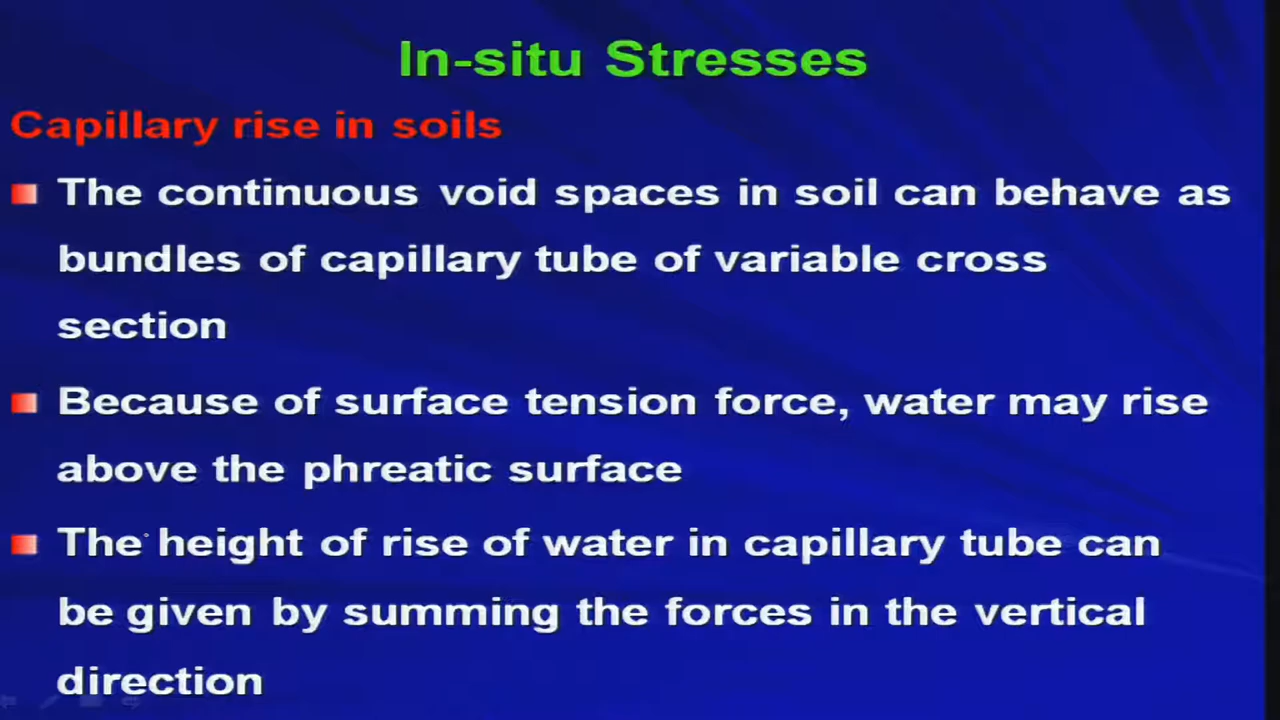 In-situ Stresses
Capillary rise in soils
The continuous void spaces in soil can behave as
bundles of capillary tube of variable cross
section
Because of surface tension force, water may rise
above the phreatic surface
The height of rise of water in capillary tube can
be given by summing the forces in the vertical
direction